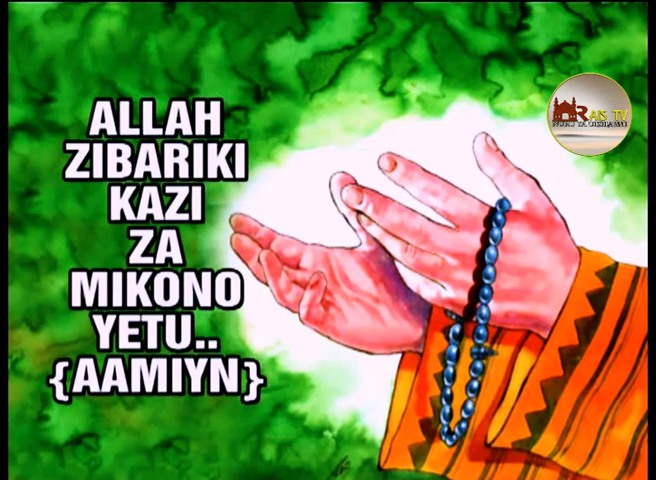 ALLAH
ZIBARIKI
KAZI
ZA
MIKONO
YETU..
{AAMIYN}
RAIS TV